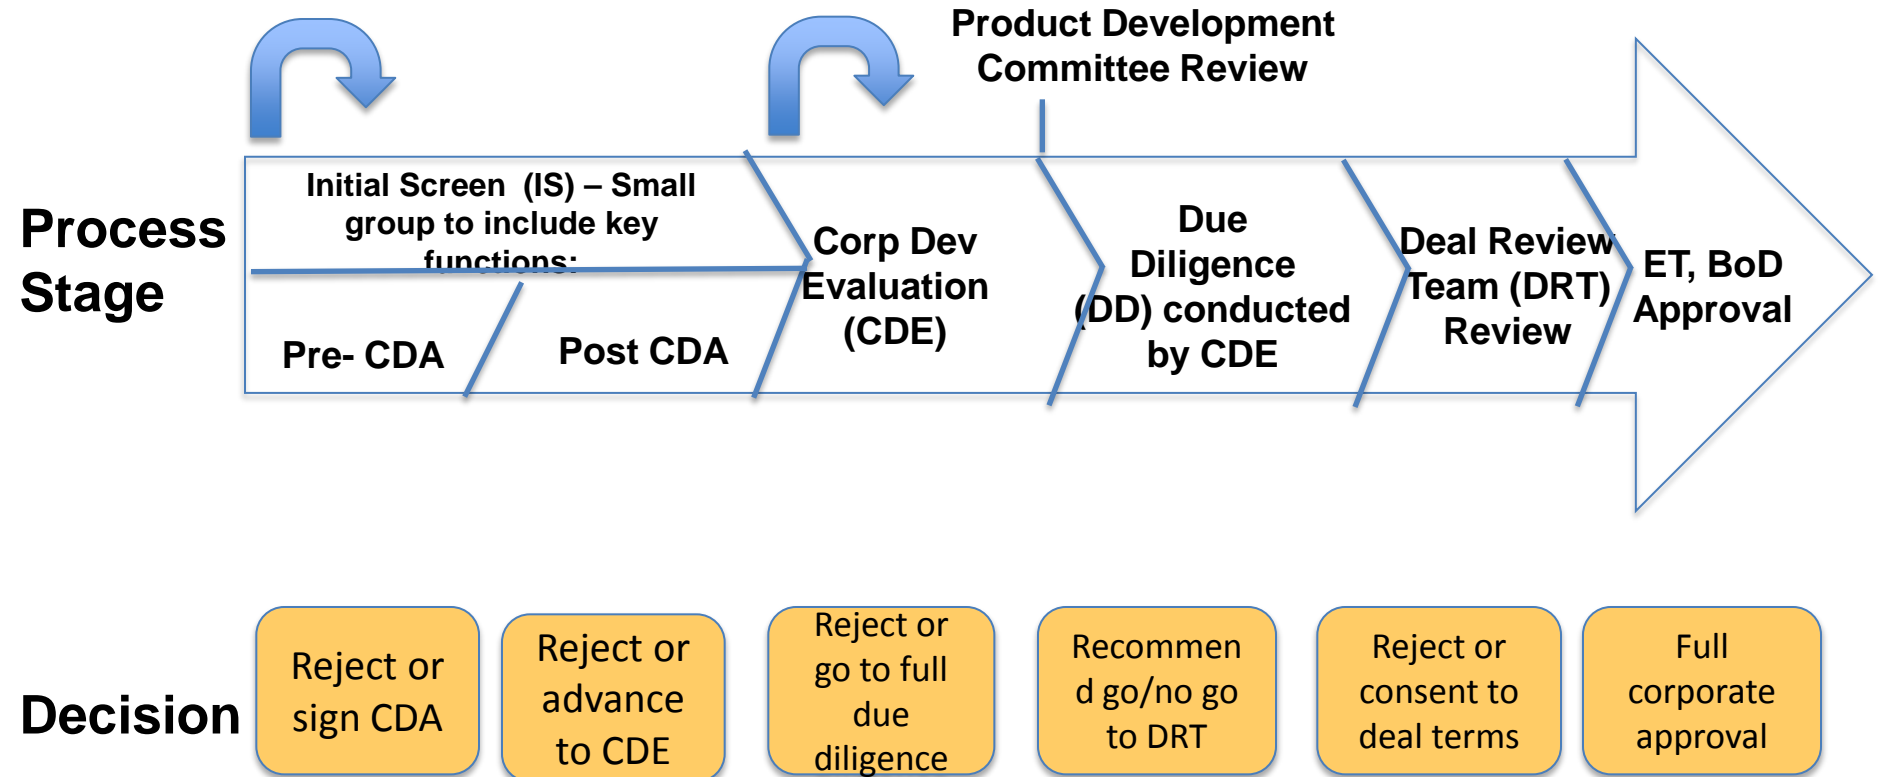 Product Development
Committee Review
Process
Stage
Initial Screen (IS) – Small
group to include key
functions:
Pre- CDA
Post CDA
Corp Dev
Evaluation
(CDE)
Due
Diligence
(DD) conducted
by CDE
Deal Review
Team (DRT)
Review
ET, BoD
Approval
Decision
Reject or
sign CDA
Reject or
advance
to CDE
Reject or
go to full
due
diligence
Recommen
d go/no go
to DRT
Reject or
consent to
deal terms
Full
corporate
approval